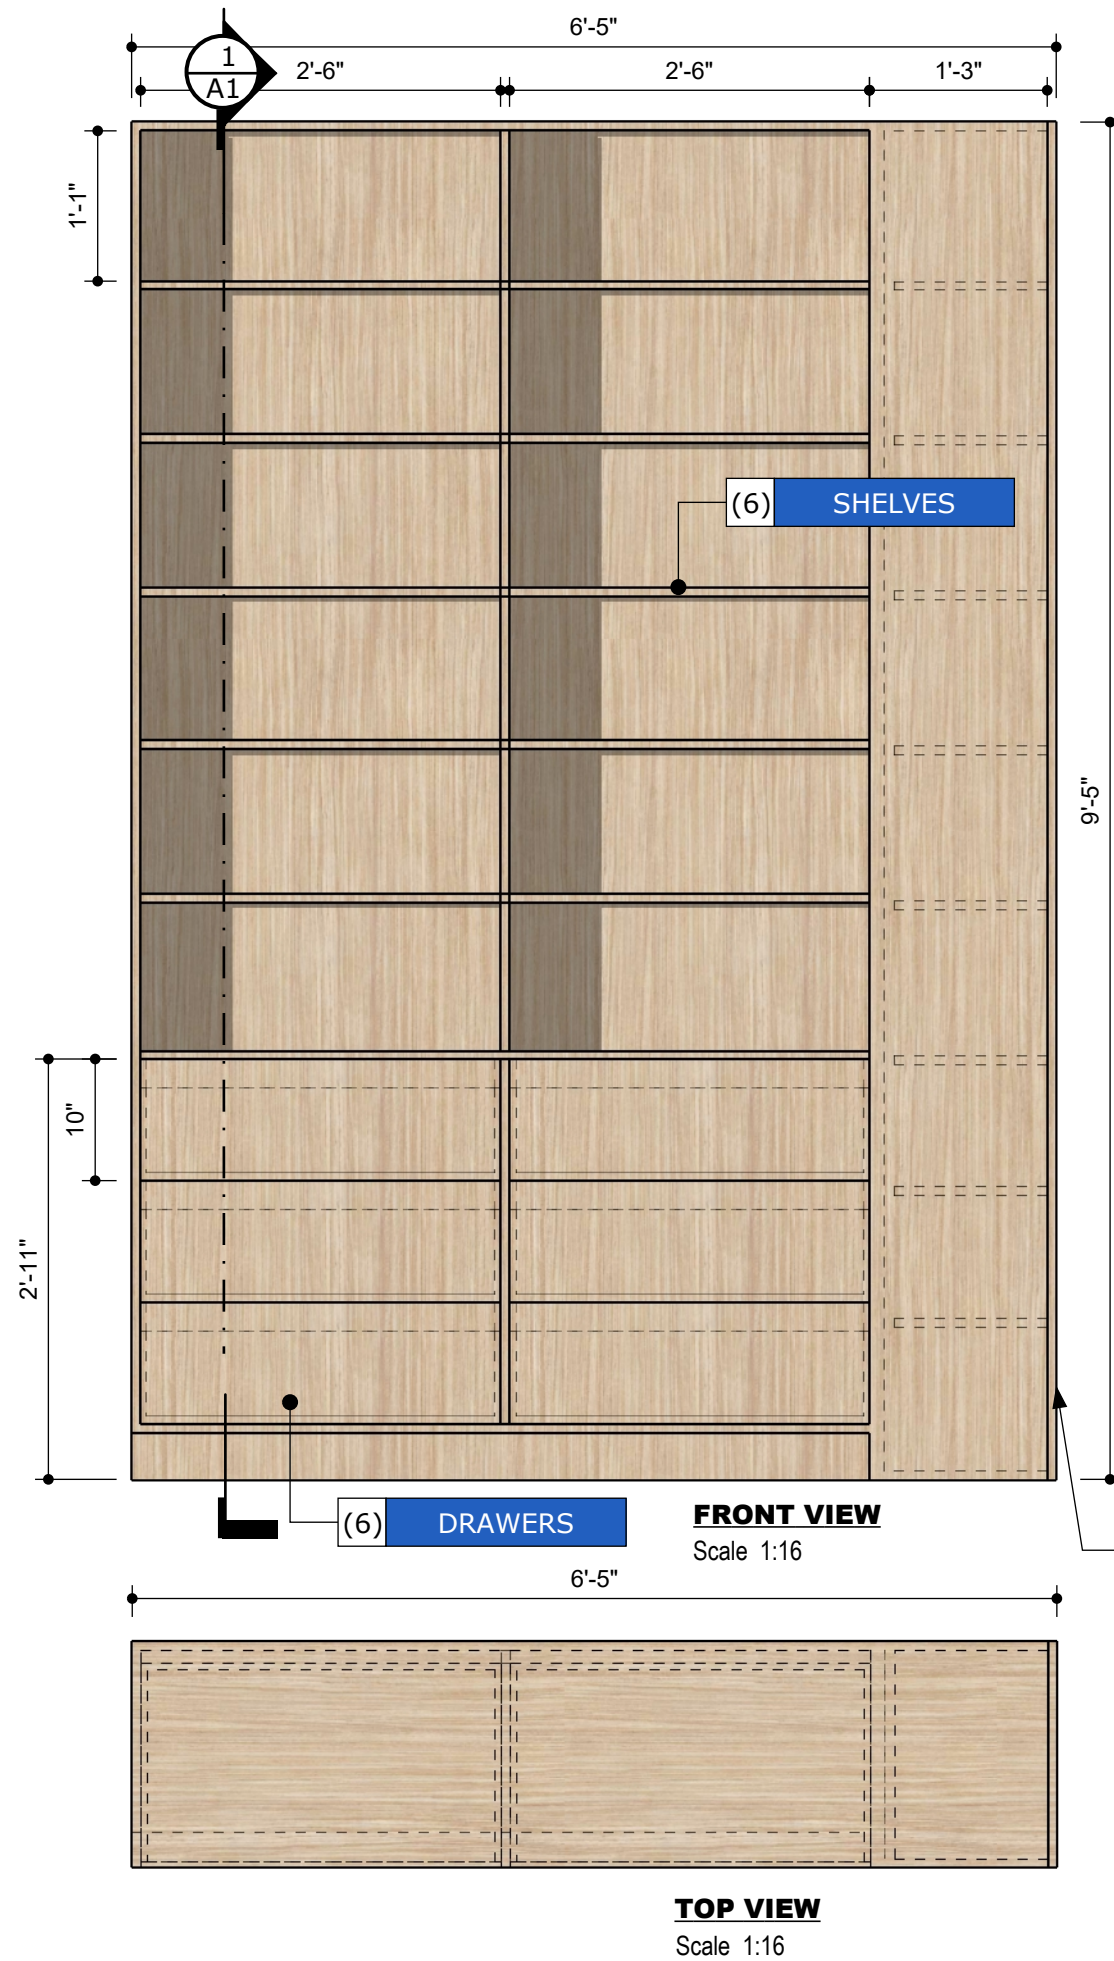 6'-5"
1
A1
2'-6"
2'-6"
1'-3"
1'-1"
(6) SHELVES
9'-5"
10"
2'-11"
(6) DRAWERS
FRONT VIEW
Scale 1:16
6'-5"
TOP VIEW
Scale 1:16